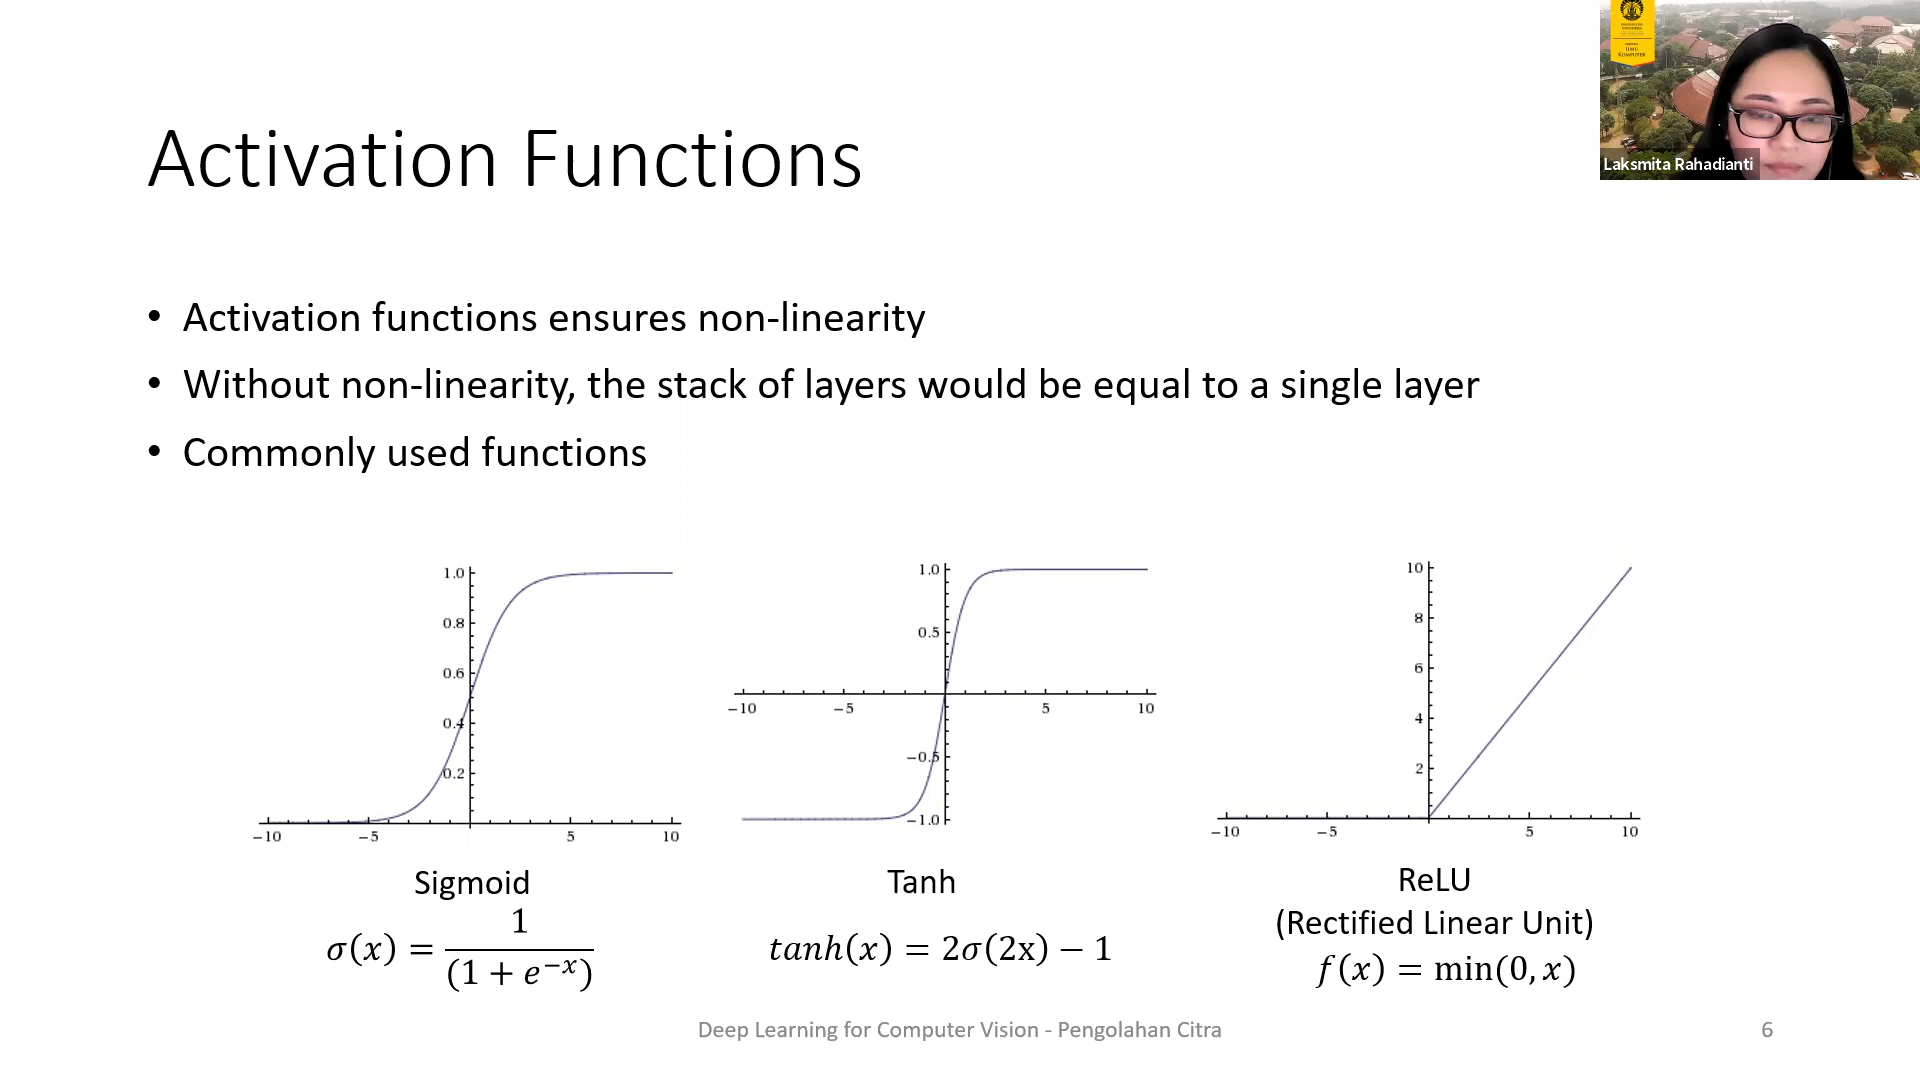 UNIVERSITAS
INDONESIA
ILMU
KOMPUTER
Laksmita Rahadianti
Activation Functions
• Activation functions ensures non-linearity
• Without non-linearity, the stack of layers would be equal to a single layer
• Commonly used functions
1.0
0.8
0.6
0.4
0.2
−10 −5 5 10
1.0
0.5
−10 −5 5 10
−0.5
−1.0
10
8
6
4
2
−10 −5 5 10
Sigmoid
σ(x) = 1 / (1 + e^{−x})
Tanh
tanh(x) = 2σ(2x) − 1
ReLU
(Rectified Linear Unit)
f(x) = min(0, x)
Deep Learning for Computer Vision - Pengolahan Citra
6